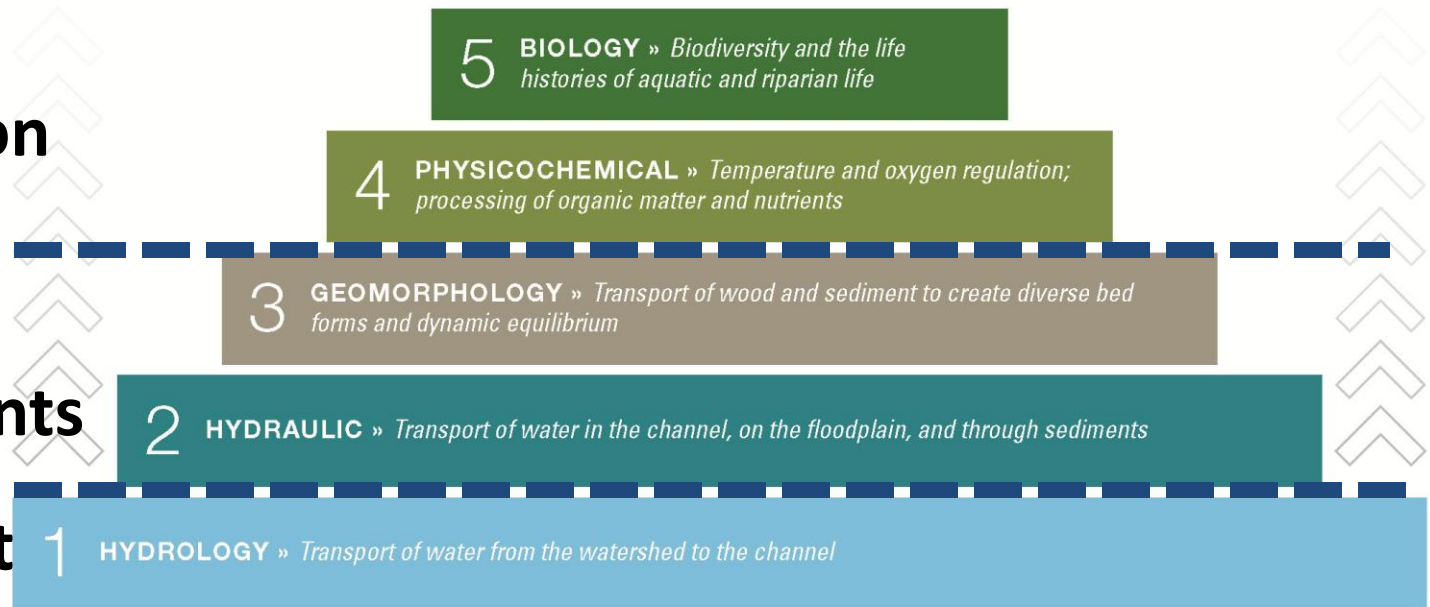 5 BIOLOGY » Biodiversity and the life
histories of aquatic and riparian life
on
4 PHYSICOCHEMICAL » Temperature and oxygen regulation;
processing of organic matter and nutrients
3 GEOMORPHOLOGY » Transport of wood and sediment to create diverse bed
forms and dynamic equilibrium
nts
2 HYDRAULIC » Transport of water in the channel, on the floodplain, and through sediments
t
1 HYDROLOGY » Transport of water from the watershed to the channel